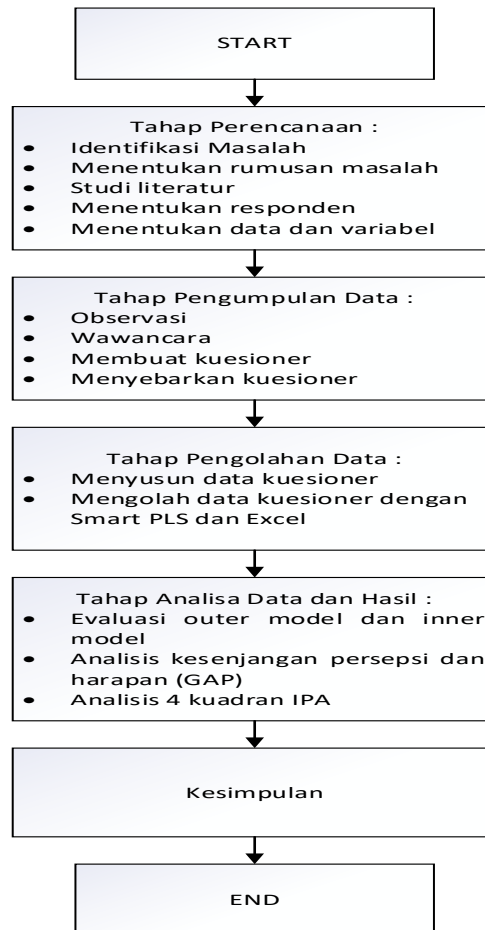 START
Tahap Perencanaan :
• Identifikasi Masalah
• Menentukan rumusan masalah
• Studi literatur
• Menentukan responden
• Menentukan data dan variabel
Tahap Pengumpulan Data :
• Observasi
• Wawancara
• Membuat kuesioner
• Menyebarkan kuesioner
Tahap Pengolahan Data :
• Menyusun data kuesioner
• Mengolah data kuesioner dengan
Smart PLS dan Excel
Tahap Analisa Data dan Hasil :
• Evaluasi outer model dan inner
model
• Analisis kesenjangan persepsi dan
harapan (GAP)
• Analisis 4 kuadran IPA
Kesimpulan
END